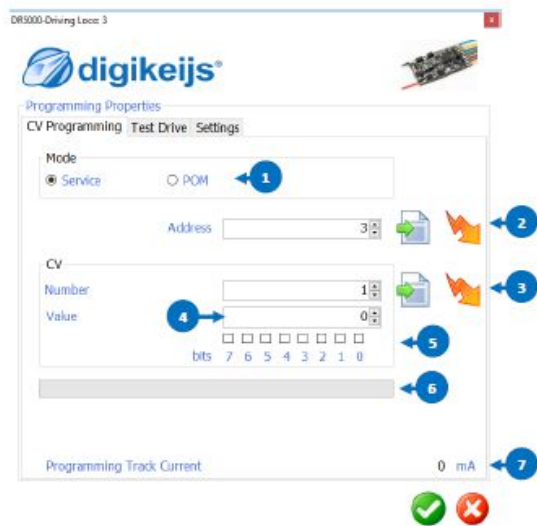 DR5000-Driving Loco: 3
digikeijs®
Programming Properties
CV Programming Test Drive Settings
Mode
Service POM 1
Address 3 2
CV
Number 1 3
Value 4 0
5
bits 7 6 5 4 3 2 1 0
6
Programming Track Current 0 mA 7